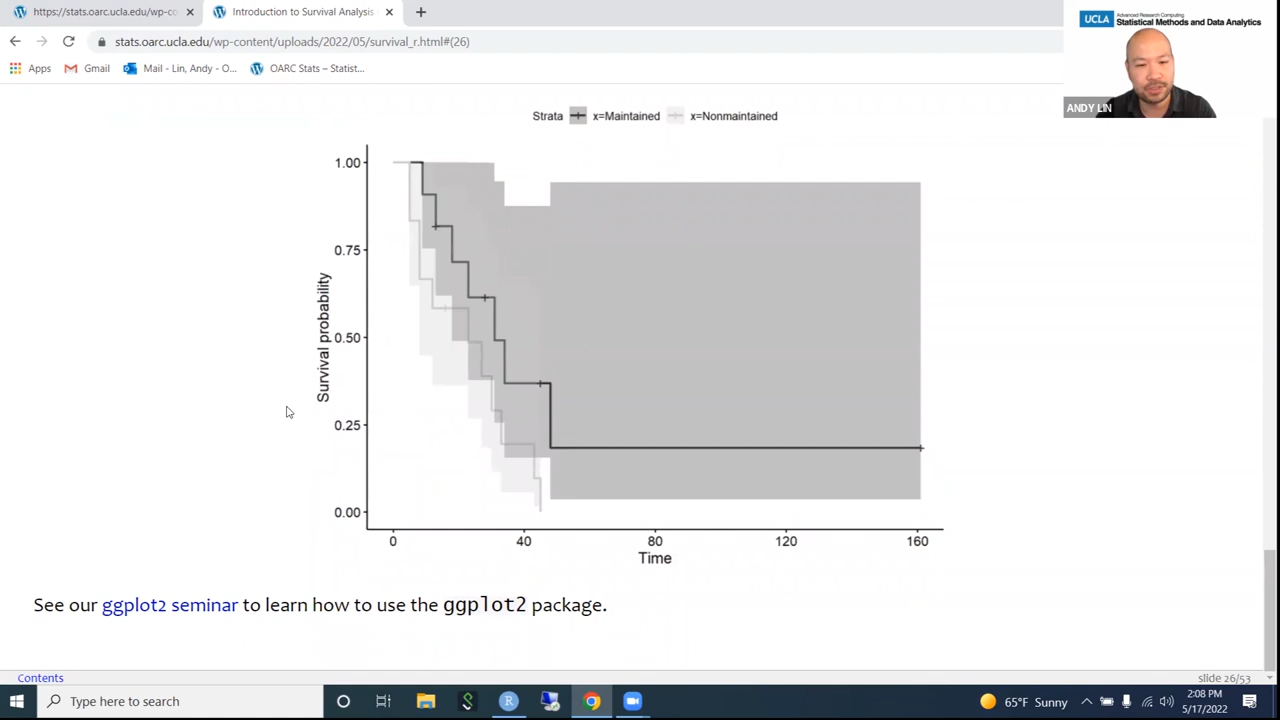 https://stats.oarc.ucla.edu/wp-co
Introduction to Survival Analysis
stats.oarc.ucla.edu/wp-content/uploads/2022/05/survival_r.html#(26)
Apps
Gmail
Mail - Lin, Andy - O...
OARC Stats – Statist...
UCLA
Advanced Research Computing
Statistical Methods and Data Analytics
ANDY LIN
Strata x=Maintained x=Nonmaintained
1.00
0.75
0.50
0.25
0.00
Survival probability
0 40 80 120 160
Time
See our ggplot2 seminar to learn how to use the ggplot2 package.
Contents
slide 26/53
Type here to search
65°F Sunny
2:08 PM
5/17/2022